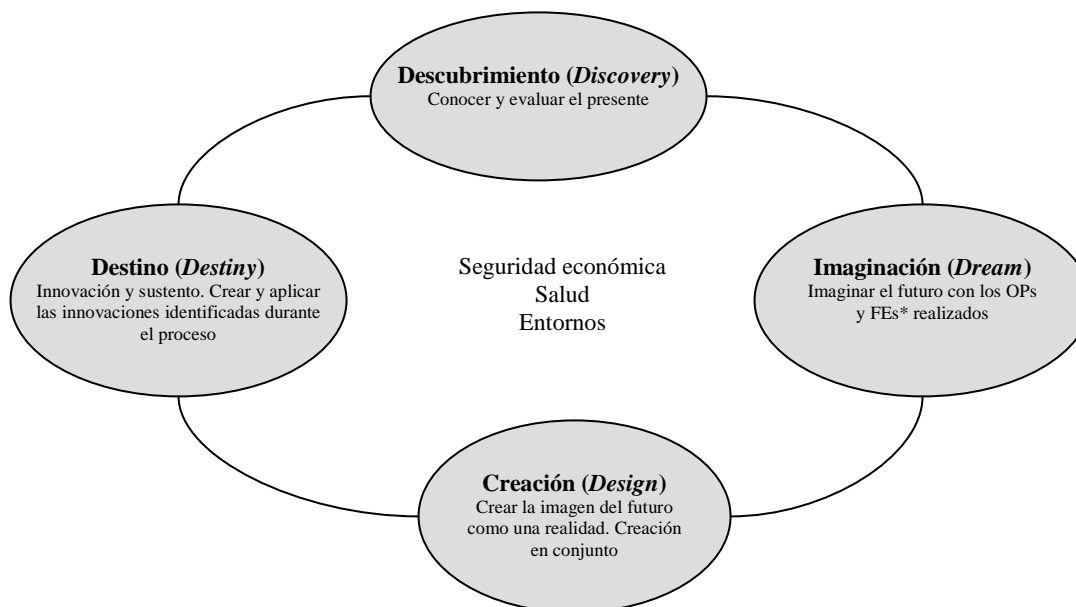 Descubrimiento (Discovery)
Conocer y evaluar el presente
Destino (Destiny)
Innovación y sustento. Crear y aplicar
las innovaciones identificadas durante
el proceso
Seguridad económica
Salud
Entornos
Imaginación (Dream)
Imaginar el futuro con los OPs
y FEs* realizados
Creación (Design)
Crear la imagen del futuro
como una realidad. Creación
en conjunto